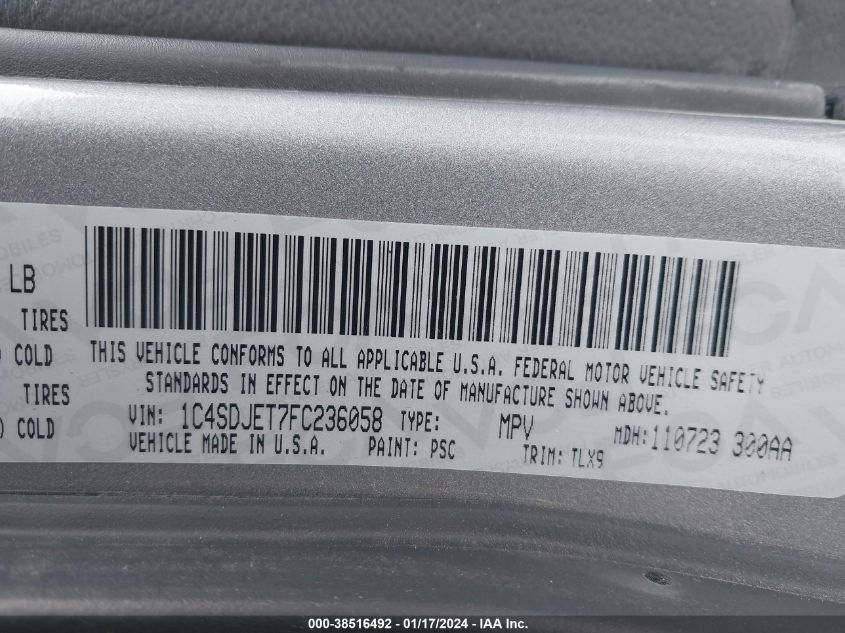 LB
TIRES
COLD
TIRES
COLD
THIS VEHICLE CONFORMS TO ALL APPLICABLE U.S.A. FEDERAL MOTOR VEHICLE SAFETY
STANDARDS IN EFFECT ON THE DATE OF MANUFACTURE SHOWN ABOVE.
VIN: 1C4SDJET7FC236058 TYPE: MPV MDH:110723 300AA
VEHICLE MADE IN U.S.A. PAINT: PSC TRIM: TLX9
000-38516492 - 01/17/2024 - IAAI Inc.